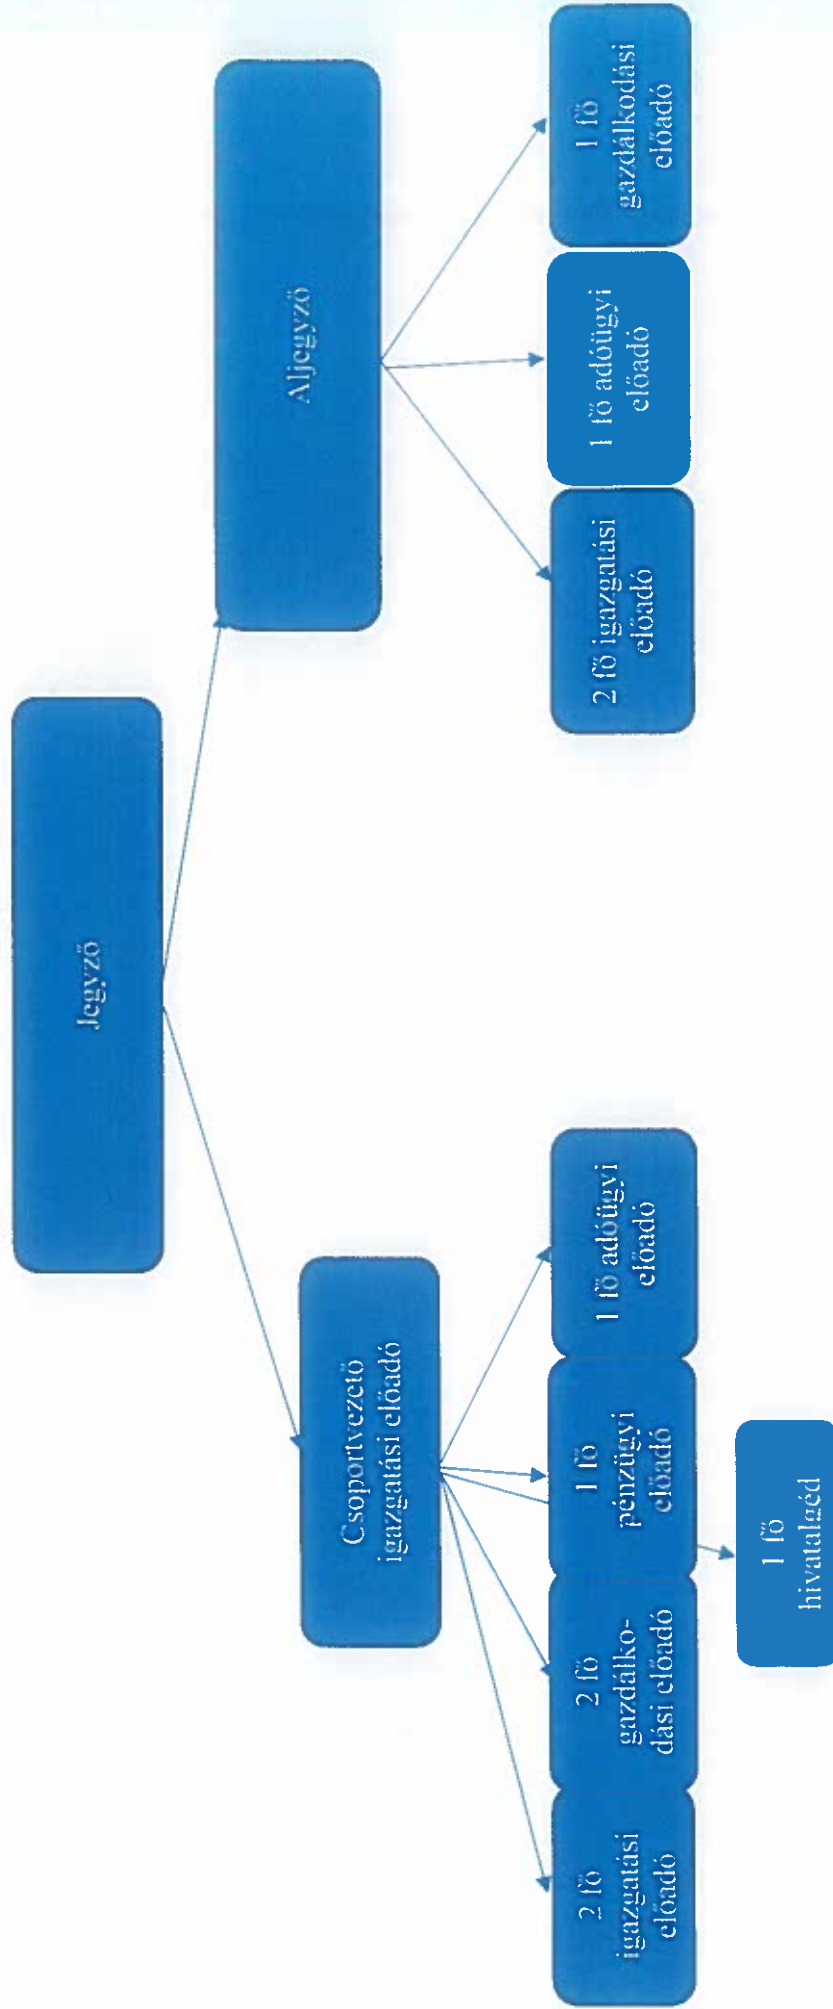 Jegyző
Aljegyző
Csoportvezető
igazgatási előadó
2 fő
igazgatási
előadó
2 fő
gazdálko-
dási előadó
1 fő
pénzügyi
előadó
1 fő adóügyi
előadó
2 fő igazgatási
előadó
1 fő adóügyi
előadó
1 fő
gazdálkodási
előadó
1 fő
hivatalgéd